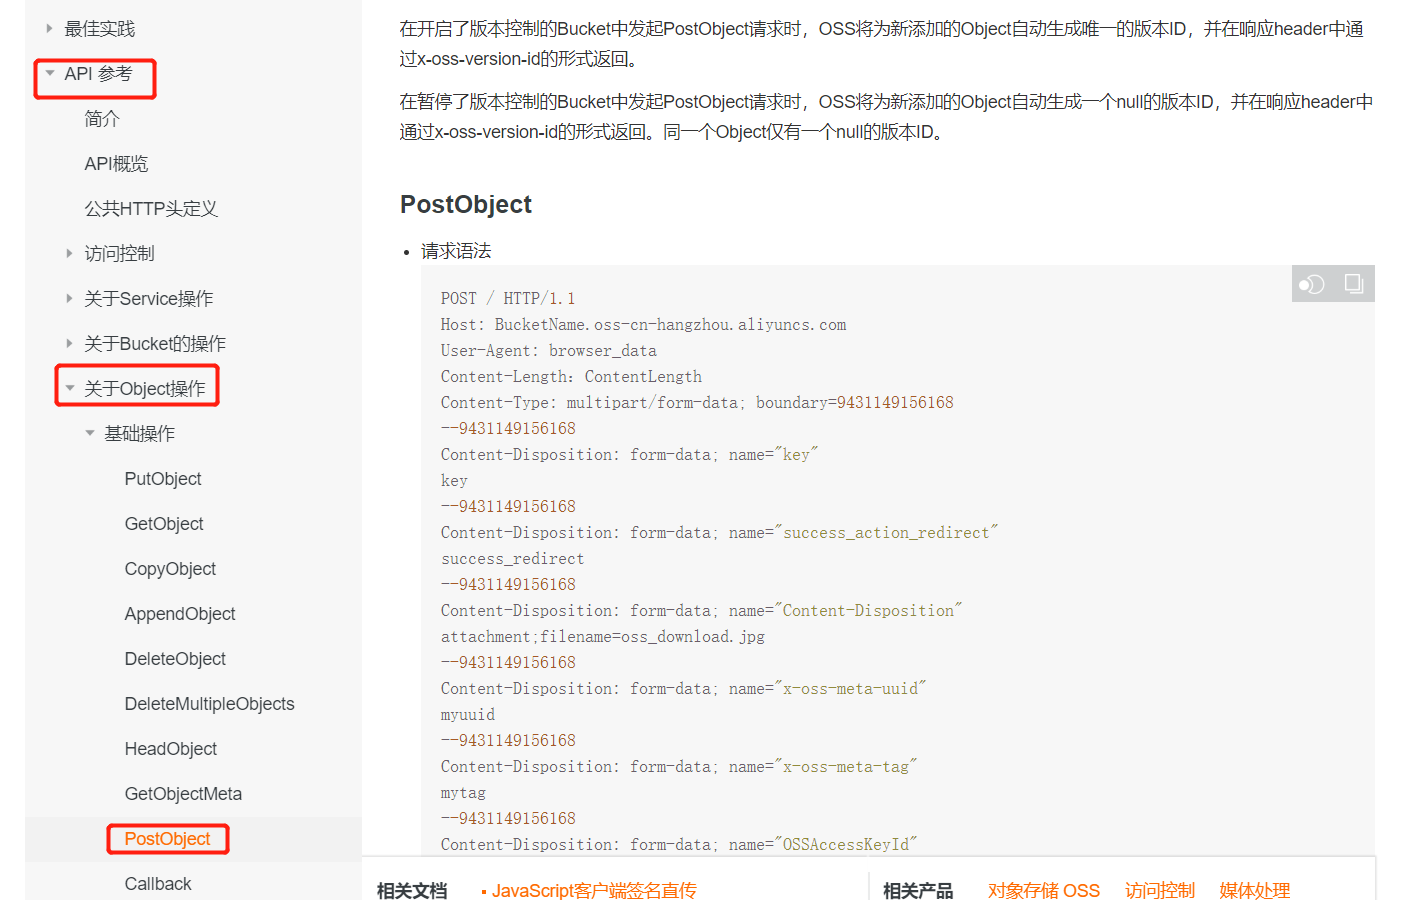 最佳实践
API 参考
简介
API概览
公共HTTP头定义
访问控制
关于Service操作
关于Bucket的操作
关于Object操作
基础操作
PutObject
GetObject
CopyObject
AppendObject
DeleteObject
DeleteMultipleObjects
HeadObject
GetObjectMeta
PostObject
Callback
在开启了版本控制的Bucket中发起PostObject请求时，OSS将为新添加的Object自动生成唯一的版本ID，并在响应header中通
过x-oss-version-id的形式返回。
在暂停了版本控制的Bucket中发起PostObject请求时，OSS将为新添加的Object自动生成一个null的版本ID，并在响应header中
通过x-oss-version-id的形式返回。同一个Object仅有一个null的版本ID。
PostObject
• 请求语法
POST / HTTP/1.1
Host: BucketName.oss-cn-hangzhou.aliyuncs.com
User-Agent: browser_data
Content-Length：ContentLength
Content-Type: multipart/form-data; boundary=9431149156168
--9431149156168
Content-Disposition: form-data; name="key"
key
--9431149156168
Content-Disposition: form-data; name="success_action_redirect"
success_redirect
--9431149156168
Content-Disposition: form-data; name="Content-Disposition"
attachment;filename=oss_download.jpg
--9431149156168
Content-Disposition: form-data; name="x-oss-meta-uuid"
myuuid
--9431149156168
Content-Disposition: form-data; name="x-oss-meta-tag"
mytag
--9431149156168
Content-Disposition: form-data; name="OSSAccessKeyId"
相关文档 JavaScript客户端签名直传
相关产品 对象存储 OSS 访问控制 媒体处理